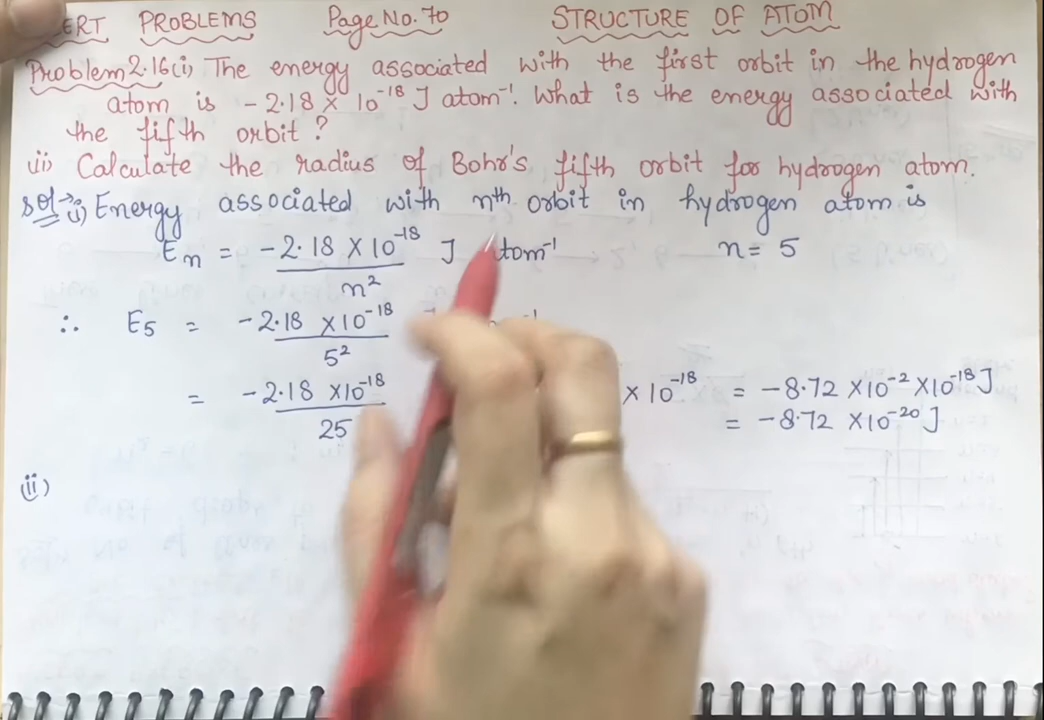 ERT PROBLEMS Page No. 70 STRUCTURE OF ATOM
Problem 2.16(i) The energy associated with the first orbit in the hydrogen
atom is -2.18 × 10⁻¹⁸ J atom⁻¹. What is the energy associated with
the fifth orbit?
(ii) Calculate the radius of Bohr's fifth orbit for hydrogen atom.
Sol→(i) Energy associated with nᵗʰ orbit in hydrogen atom is
Eₙ = -2.18 × 10⁻¹⁸ / n² J atom⁻¹ n = 5
∴ E₅ = -2.18 × 10⁻¹⁸ / 5²
= -2.18 × 10⁻¹⁸ / 25 × 10⁻¹⁸ = -8.72 × 10⁻² × 10⁻¹⁸ J
= -8.72 × 10⁻²⁰ J
(ii)